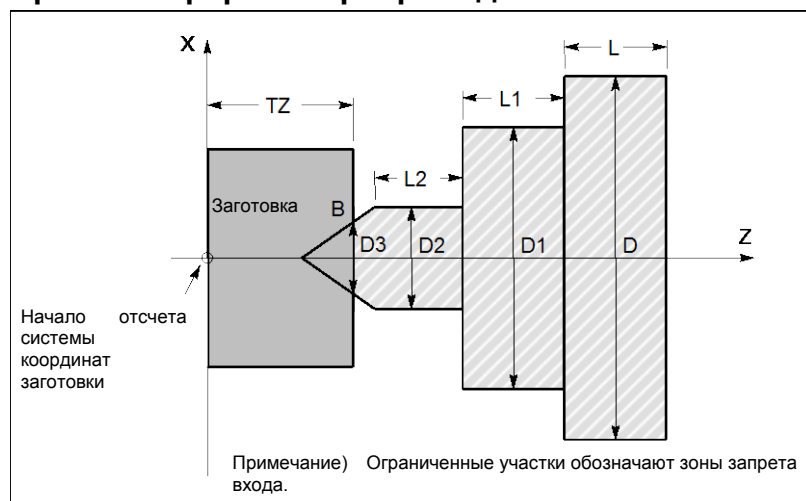 X
L
TZ
L1
L2
Заготовка
B
Z
D3
D2
D1
D
Начало отсчета
системы
координат
заготовки
Примечание) Ограниченные участки обозначают зоны запрета
входа.